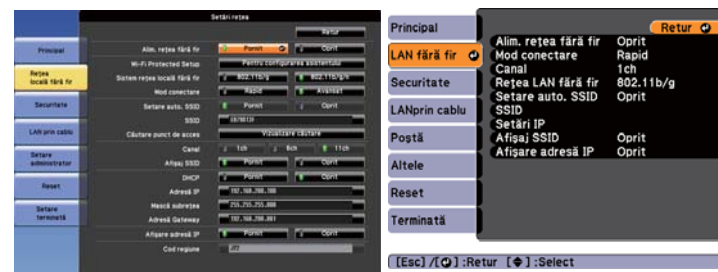 Setări rețea
Retur
Principal
Rețea
locală fără fir
Securitate
LAN prin cablu
Setare
administrator
Reset
Setare
terminată
Alim. rețea fără fir Pornit Oprit
Wi-Fi Protected Setup Pentru configurarea asistentului
Sistem rețea locală fără fir 802.11b/g 802.11b/g/n
Mod conectare Rapid Avansat
Setare auto. SSID Pornit Oprit
SSID
Căutare punct de acces Vizualizare căutare
Canal 1ch 6ch 11ch
Afișaj SSID Pornit Oprit
DHCP Pornit Oprit
Adresă IP
Mască subrețea 255.255.255.000
Adresă Gateway
Afișare adresă IP Pornit Oprit
Cod regiune
Principal
LAN fără fir
Securitate
LANprin cablu
Poștă
Altele
Reset
Terminată
Retur
Alim. rețea fără fir Oprit
Mod conectare Rapid
Canal 1ch
Rețea LAN fără fir 802.11b/g
Setare auto. SSID Oprit
SSID
Setări IP
Afișaj SSID Oprit
Afișare adresă IP Oprit
[Esc] /[ ] :Retur [ ] :Select